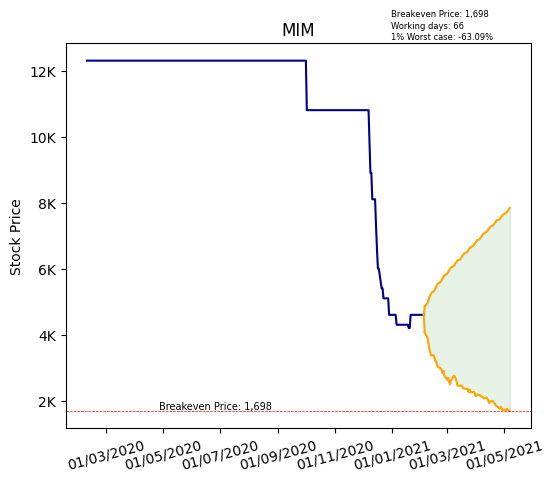 Breakeven Price: 1,698
Working days: 66
1% Worst case: -63.09%
MIM
Stock Price
12K
10K
8K
6K
4K
2K
Breakeven Price: 1,698
01/03/2020
01/05/2020
01/07/2020
01/09/2020
01/11/2020
01/01/2021
01/03/2021
01/05/2021